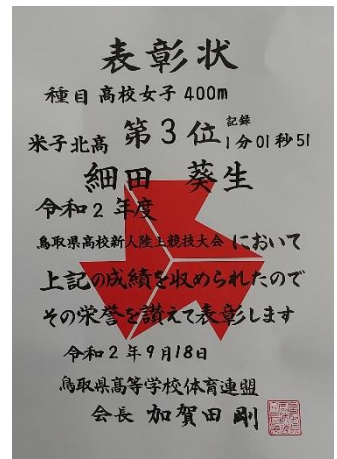 表彰状
種目 高校女子 400m
米子北高 第3位 記録 1分01秒51
細田 葵生
令和2年度
鳥取県高校新人陸上競技大会 において
上記の成績を収められたので
その栄誉を讃えて表彰します
令和2年9月18日
鳥取県高等学校体育連盟
会長 加賀田 剛